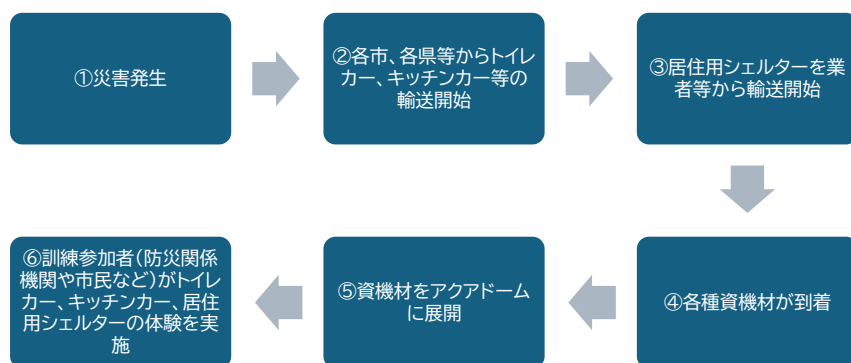 ①災害発生
②各市、各県等からトイレ
カー、キッチンカー等の
輸送開始
③居住用シェルターを業
者等から輸送開始
④各種資機材が到着
⑤資機材をアクアドーム
に展開
⑥訓練参加者(防災関係
機関や市民など)がトイレ
カー、キッチンカー、居住
用シェルターの体験を実
施